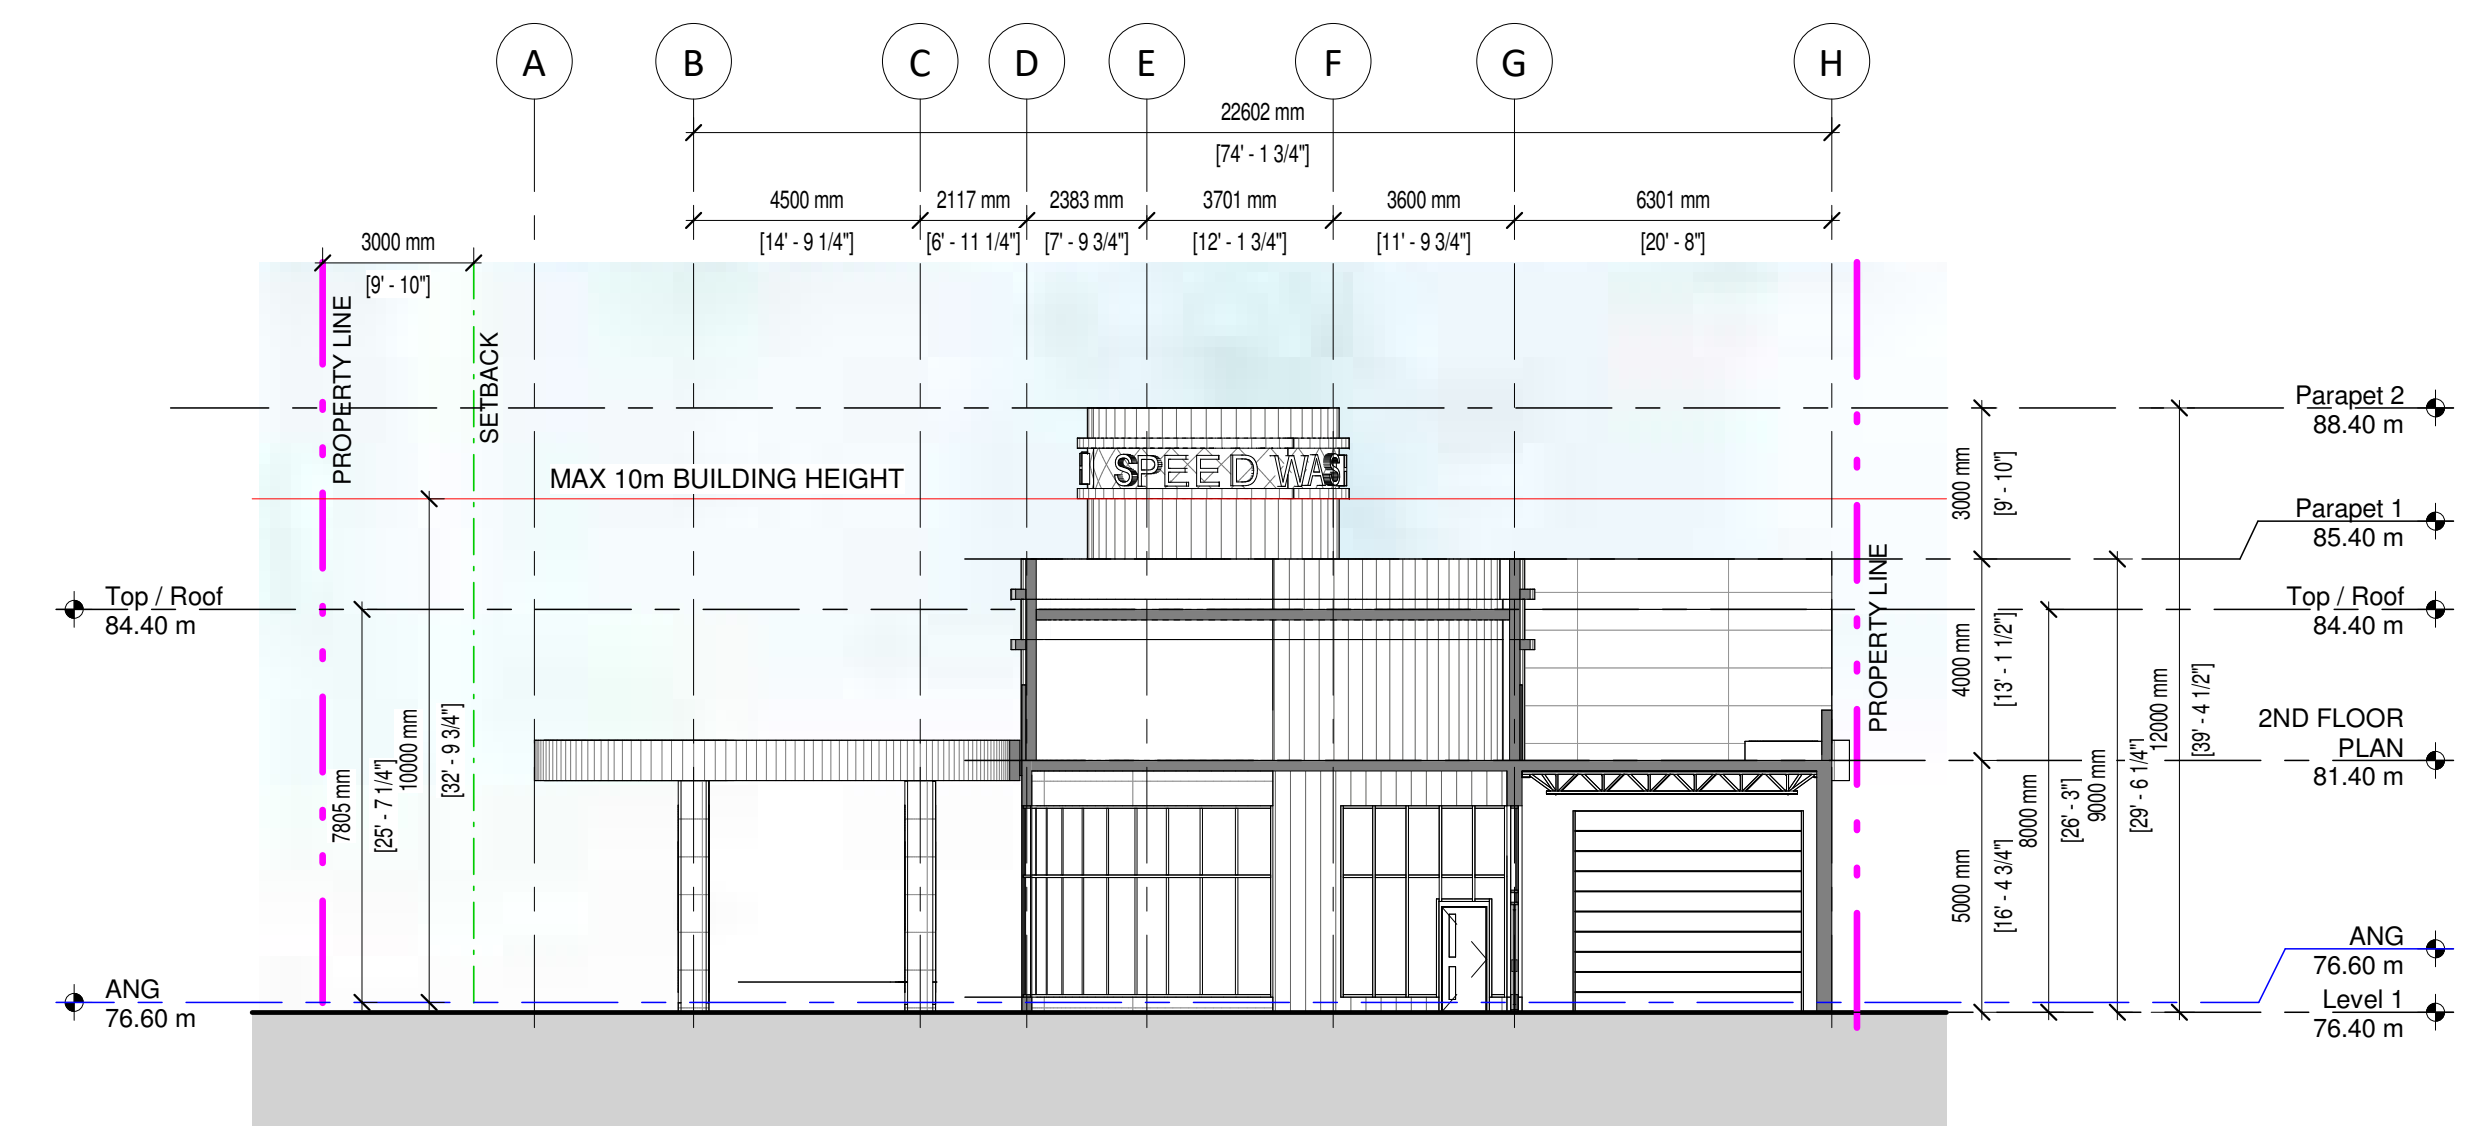 A B C D E F G H
22602 mm
[74' - 1 3/4"]
4500 mm 2117 mm 2383 mm 3701 mm 3600 mm 6301 mm
[14' - 9 1/4"] [6' - 11 1/4"] [7' - 9 3/4"] [12' - 1 3/4"] [11' - 9 3/4"] [20' - 8"]
3000 mm
[9' - 10"]
PROPERTY LINE
SETBACK
MAX 10m BUILDING HEIGHT
SPEED WAS
Top / Roof
84.40 m
7805 mm
[25' - 7 1/4"]
10000 mm
[32' - 9 3/4"]
ANG
76.60 m
PROPERTY LINE
3000 mm
[9' - 10"]
4000 mm
[13' - 1 1/2"]
5000 mm
[16' - 4 3/4"]
8000 mm
[26' - 3"]
9000 mm
[29' - 6 1/4"]
12000 mm
[39' - 4 1/2"]
Parapet 2
88.40 m
Parapet 1
85.40 m
Top / Roof
84.40 m
2ND FLOOR
PLAN
81.40 m
ANG
76.60 m
Level 1
76.40 m